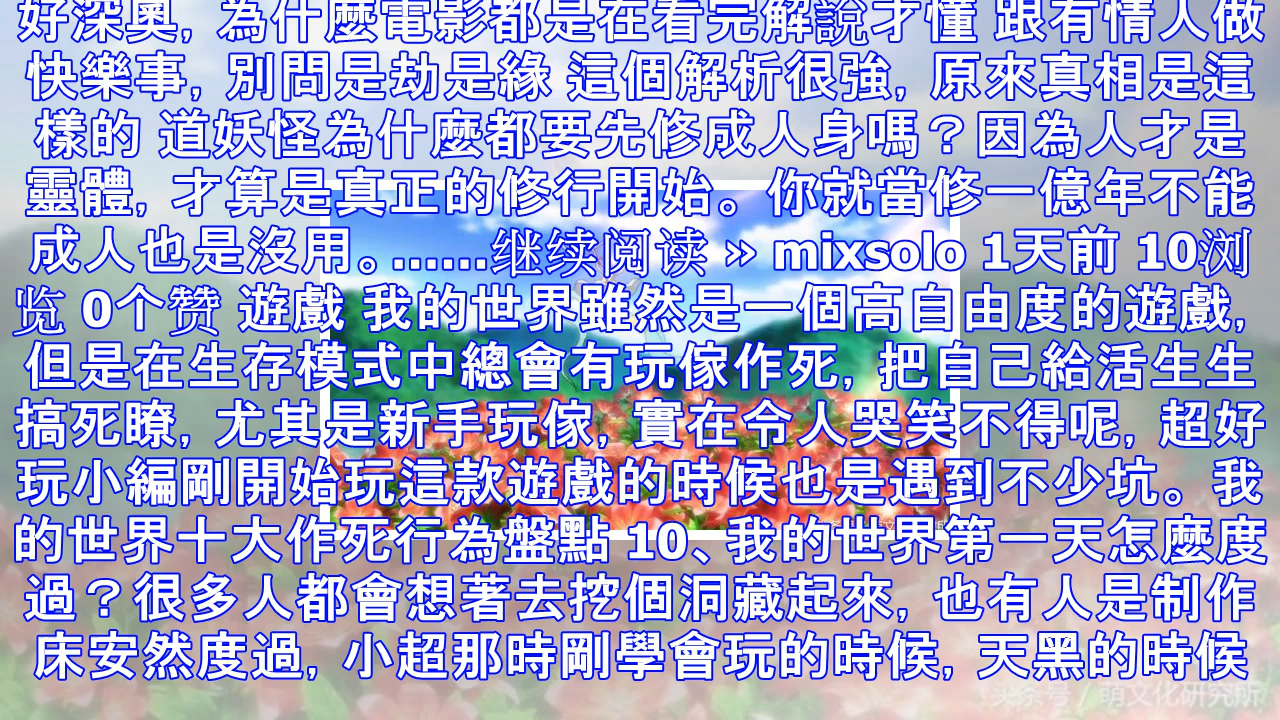 好深奧, 為什麼電影都是在看完解說才懂 跟有情人做
快樂事, 別問是劫是緣 這個解析很強, 原來真相是這
樣的 道妖怪為什麼都要先修成人身嗎？因為人才是
靈體, 才算是真正的修行開始。你就當修一億年不能
成人也是沒用。......继续阅读 » mixsolo 1天前 10浏
览 0个赞 遊戲 我的世界雖然是一個高自由度的遊戲,
但是在生存模式中總會有玩傢作死, 把自己給活生生
搞死瞭, 尤其是新手玩傢, 實在令人哭笑不得呢, 超好
玩小編剛開始玩這款遊戲的時候也是遇到不少坑。我
的世界十大作死行為盤點 10、我的世界第一天怎麼度
過？很多人都會想著去挖個洞藏起來, 也有人是制作
床安然度過, 小超那時剛學會玩的時候, 天黑的時候
头条号 / 萌文化研究所